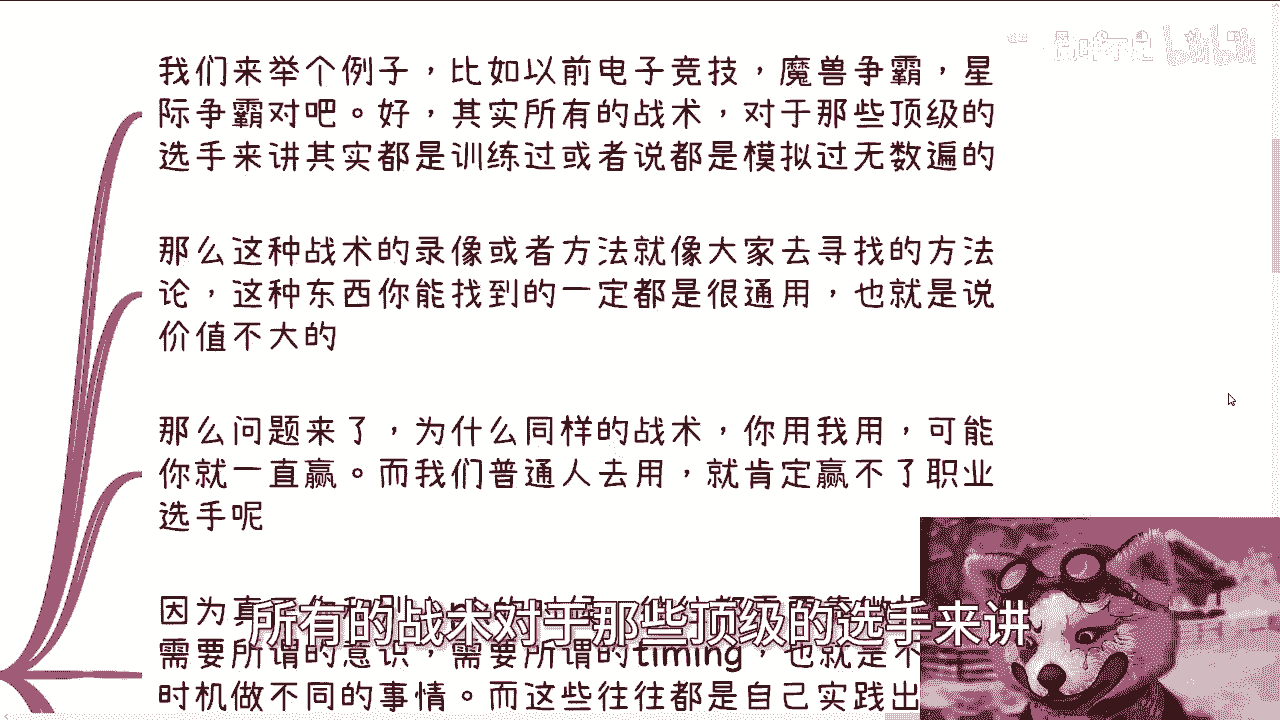 我们来举个例子，比如以前电子竞技，魔兽争霸，星
际争霸对吧。好，其实所有的战术，对于那些顶级的
选手来讲其实都是训练过或者说都是模拟过无数遍的
那么这种战术的录像或者方法就像大家去寻找的方法
论，这种东西你能找到的一定都是很通用，也就是说
价值不大的
那么问题来了，为什么同样的战术，你用我用，可能
你就一直赢。而我们普通人去用，就肯定赢不了职业
选手呢
因为真
所有的战术对于那些顶级的选手来讲
需要所谓的意识，需要所谓的timing，也就是不
时机做不同的事情。而这些往往都是自己实践出